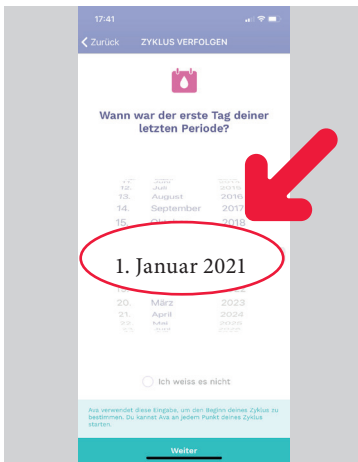 17:41
Zurück ZYKLUS VERFOLGEN
Wann war der erste Tag deiner
letzten Periode?
12. Juli 2015
13. August 2016
14. September 2017
15. 2018
1. Januar 2021
20. März 2023
21. April 2024
Ich weiss es nicht
Ava verwendet diese Eingabe, um den Beginn deines Zyklus zu
bestimmen. Du kannst Ava an jedem Punkt deines Zyklus
starten.
Weiter